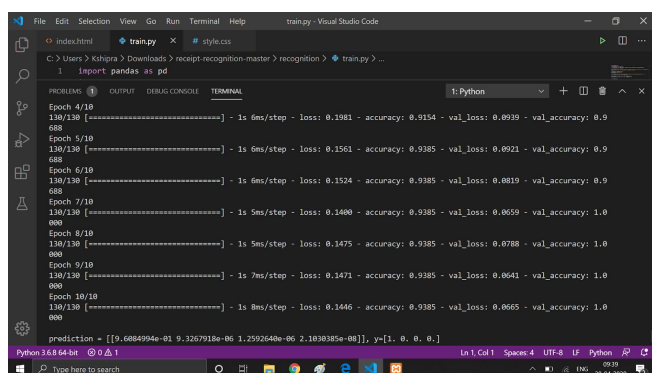 File Edit Selection View Go Run Terminal Help train.py - Visual Studio Code
index.html train.py # style.css
C: > Users > Kshipra > Downloads > receipt-recognition-master > recognition > train.py > ...
1 import pandas as pd
PROBLEMS 1 OUTPUT DEBUG CONSOLE TERMINAL 1: Python
Epoch 4/10
130/130 [==============================] - 1s 6ms/step - loss: 0.1981 - accuracy: 0.9154 - val_loss: 0.0939 - val_accuracy: 0.9
688
Epoch 5/10
130/130 [==============================] - 1s 6ms/step - loss: 0.1561 - accuracy: 0.9385 - val_loss: 0.0921 - val_accuracy: 0.9
688
Epoch 6/10
130/130 [==============================] - 1s 6ms/step - loss: 0.1524 - accuracy: 0.9385 - val_loss: 0.0819 - val_accuracy: 0.9
688
Epoch 7/10
130/130 [==============================] - 1s 5ms/step - loss: 0.1400 - accuracy: 0.9385 - val_loss: 0.0659 - val_accuracy: 1.0
000
Epoch 8/10
130/130 [==============================] - 1s 5ms/step - loss: 0.1475 - accuracy: 0.9385 - val_loss: 0.0788 - val_accuracy: 1.0
000
Epoch 9/10
130/130 [==============================] - 1s 7ms/step - loss: 0.1471 - accuracy: 0.9385 - val_loss: 0.0641 - val_accuracy: 1.0
000
Epoch 10/10
130/130 [==============================] - 1s 8ms/step - loss: 0.1446 - accuracy: 0.9385 - val_loss: 0.0665 - val_accuracy: 1.0
000
prediction = [[9.6084994e-01 9.3267918e-06 1.2592640e-06 2.1030385e-08]], y=[1. 0. 0. 0.]
Python 3.6.8 64-bit 0 1 Ln 1, Col 1 Spaces: 4 UTF-8 LF Python
Type here to search ENG 09:39